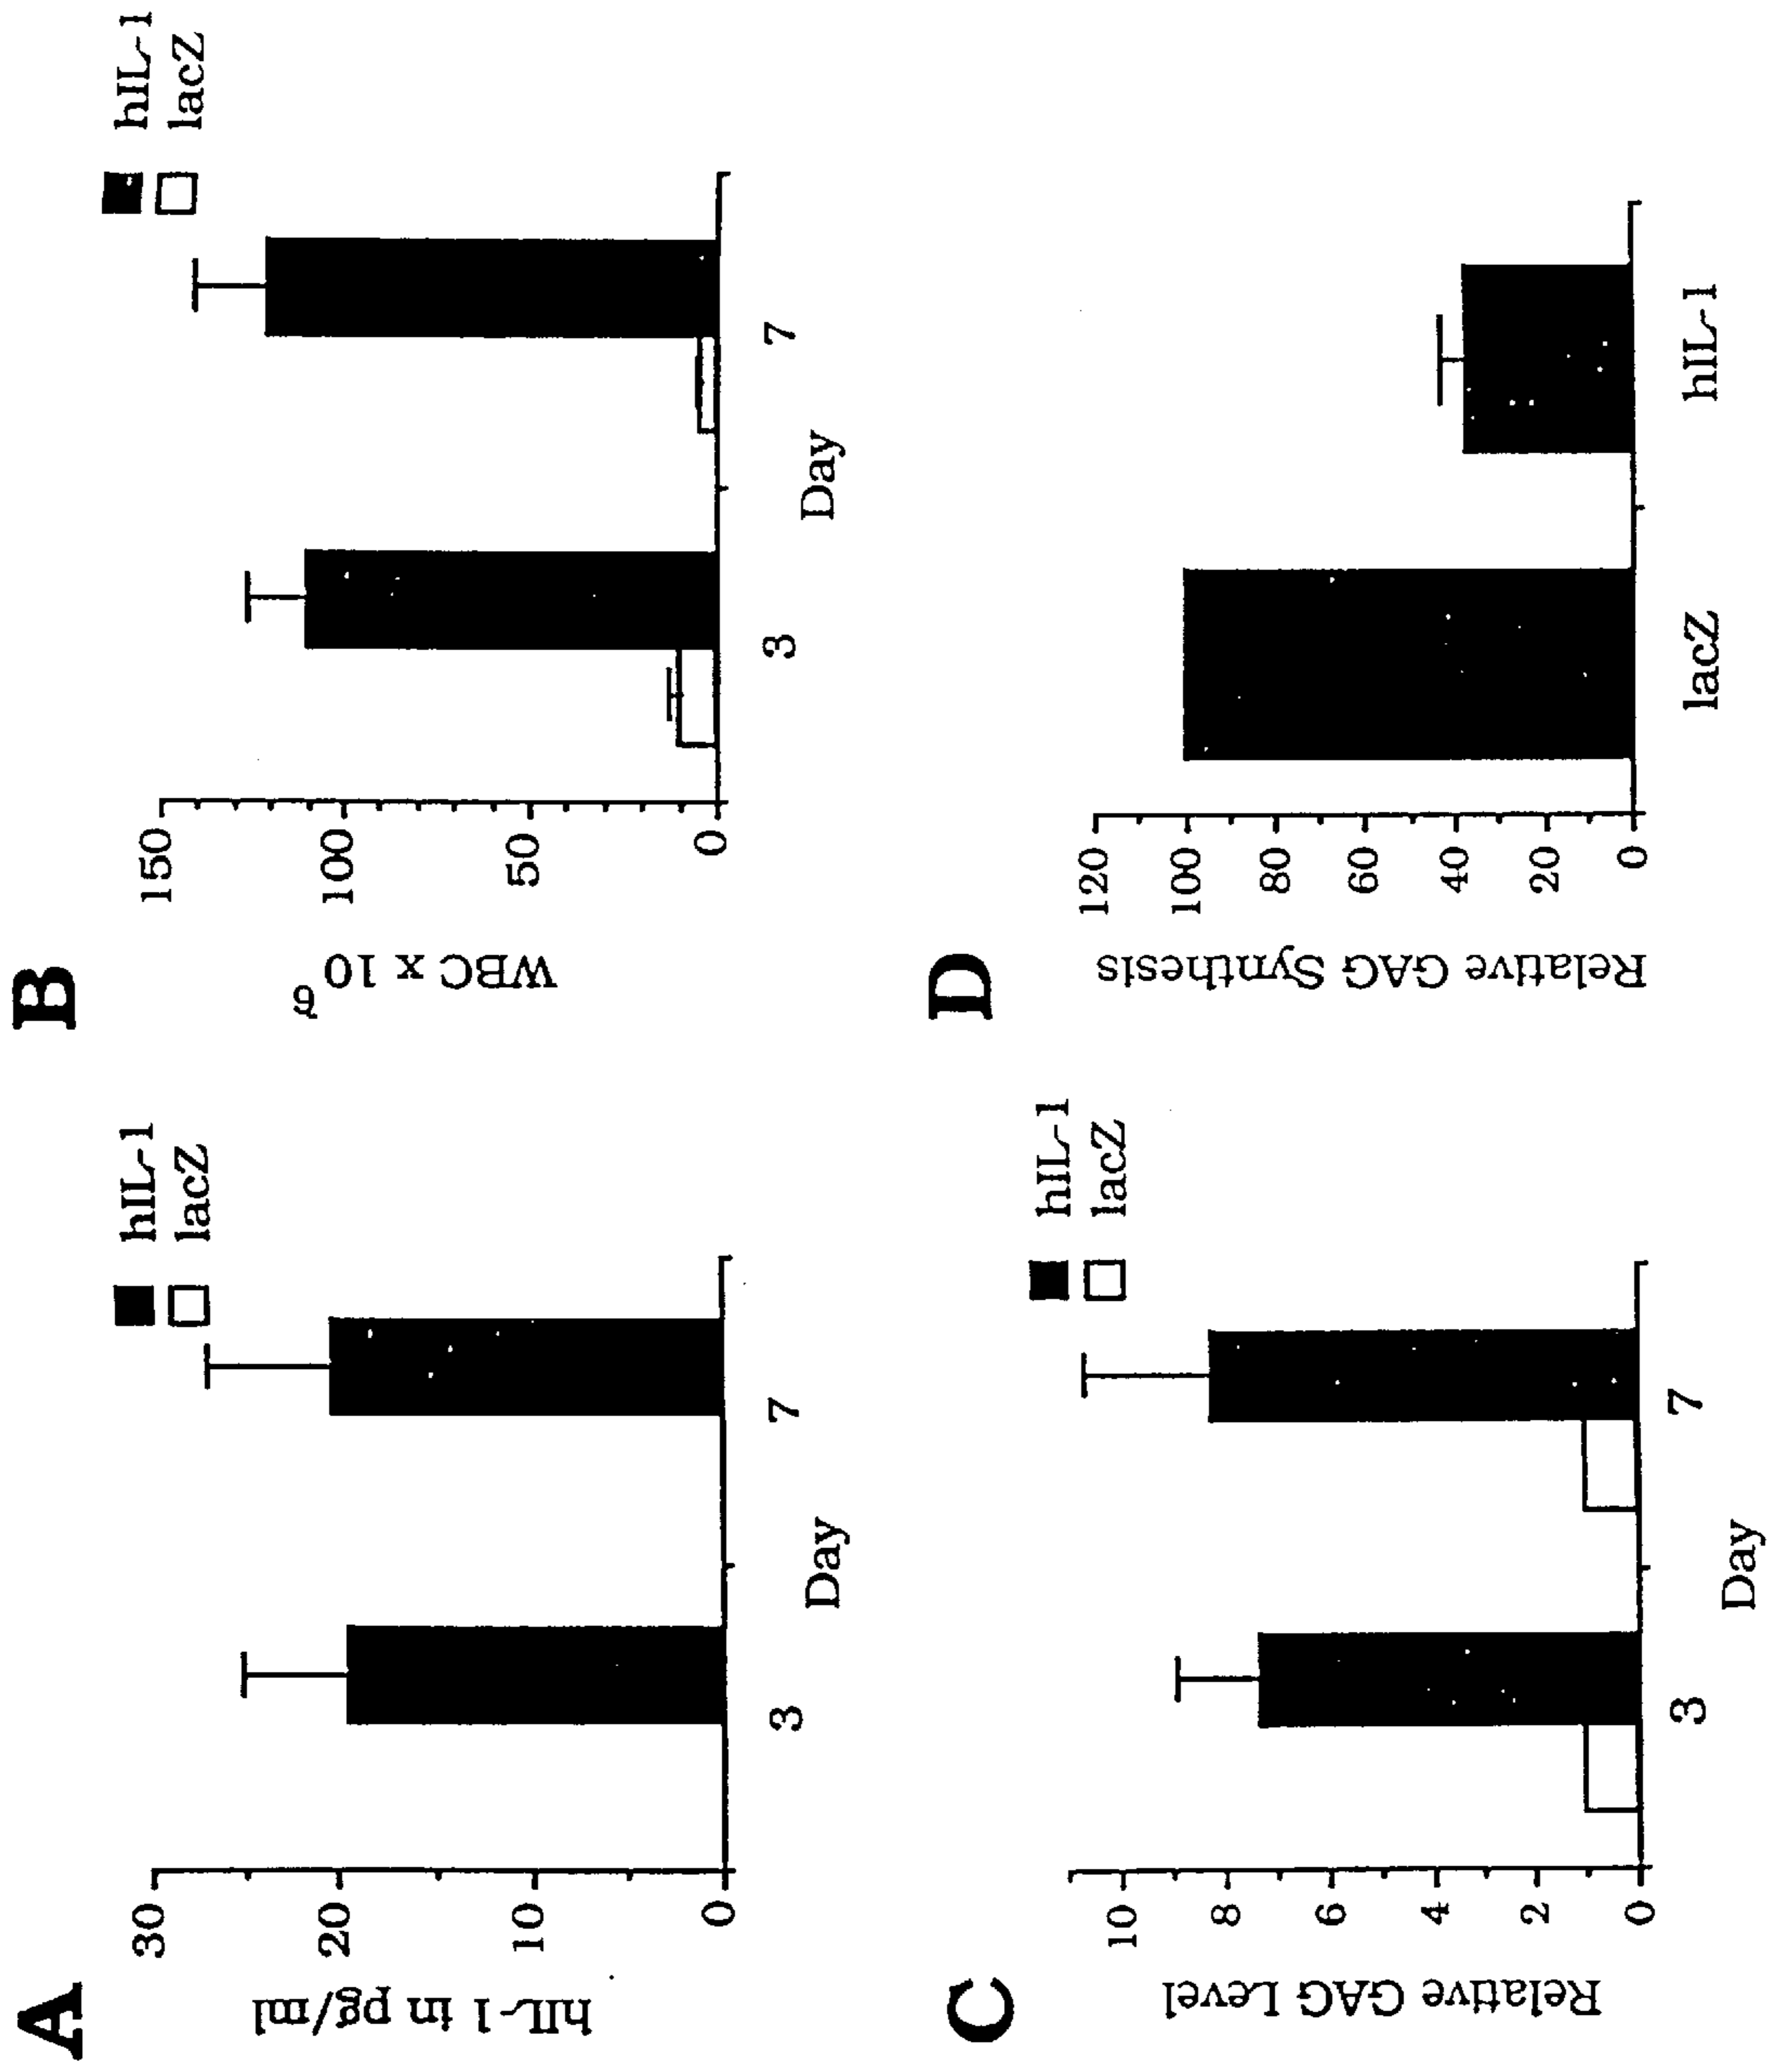 A
hIL-1 in pg/ml
30
20
10
0
3
7
Day
hIL-1
lacZ
B
WBC x 10⁶
150
100
50
0
3
7
Day
hIL-1
lacZ
C
Relative GAG Level
10
8
6
4
2
0
3
7
Day
hIL-1
lacZ
D
Relative GAG Synthesis
120
100
80
60
40
20
0
lacZ
hIL-1